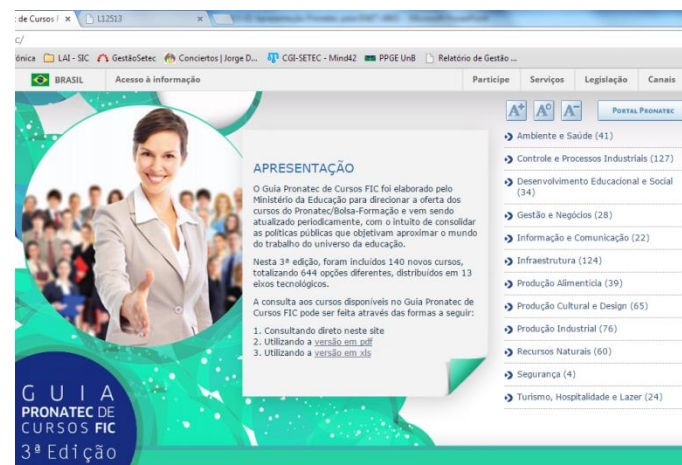 de Cursos F
L12513
c/
ônica
LAI - SIC
GestãoSetec
Conciertos | Jorge D...
CGI-SETEC - Mind42
PPGE UnB
Relatório de Gestão ...
BRASIL
Acesso à informação
Participe
Serviços
Legislação
Canais
A+ A° A-
PORTAL PRONATEC
APRESENTAÇÃO
O Guia Pronatec de Cursos FIC foi elaborado pelo
Ministério da Educação para direcionar a oferta dos
cursos do Pronatec/Bolsa-Formação e vem sendo
atualizado periodicamente, com o intuito de consolidar
as políticas públicas que objetivam aproximar o mundo
do trabalho do universo da educação.
Nesta 3ª edição, foram incluídos 140 novos cursos,
totalizando 644 opções diferentes, distribuídos em 13
eixos tecnológicos.
A consulta aos cursos disponíveis no Guia Pronatec de
Cursos FIC pode ser feita através das formas a seguir:
1. Consultando direto neste site
2. Utilizando a versão em pdf
3. Utilizando a versão em xls
Ambiente e Saúde (41)
Controle e Processos Industriais (127)
Desenvolvimento Educacional e Social
(34)
Gestão e Negócios (28)
Informação e Comunicação (22)
Infraestrutura (124)
Produção Alimentícia (39)
Produção Cultural e Design (65)
Produção Industrial (76)
Recursos Naturais (60)
Segurança (4)
Turismo, Hospitalidade e Lazer (24)
GUIA
PRONATEC DE
CURSOS FIC
3ª Edição